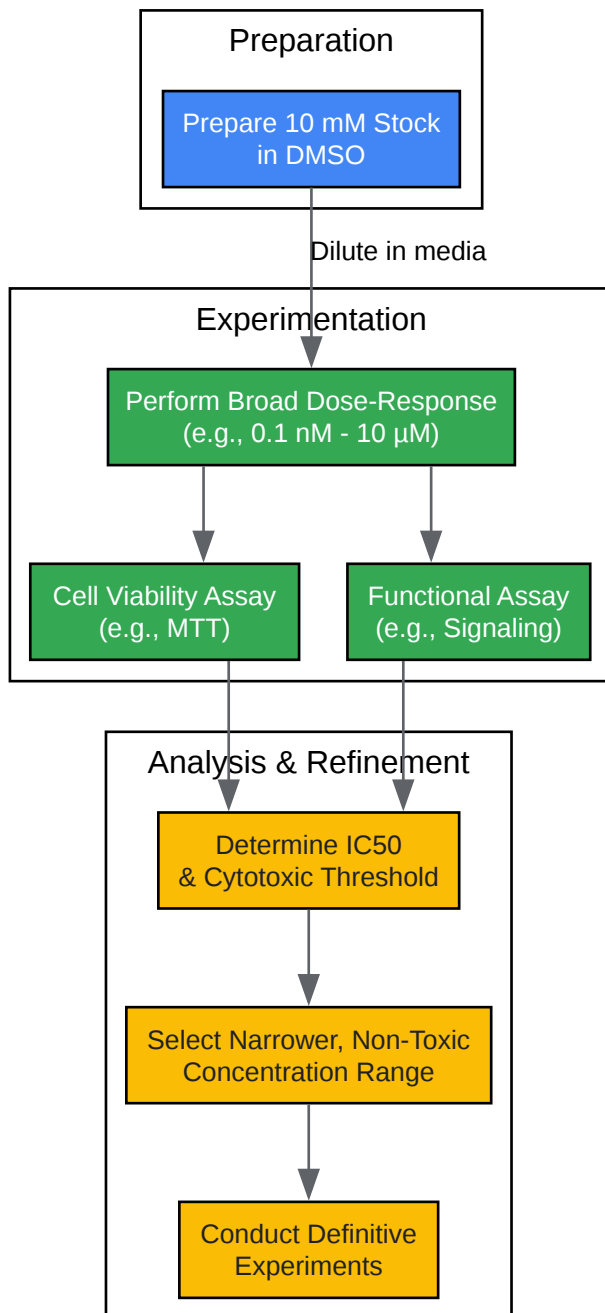 Preparation
Prepare 10 mM Stock
in DMSO
Dilute in media
Experimentation
Perform Broad Dose-Response
(e.g., 0.1 nM - 10 µM)
Cell Viability Assay
(e.g., MTT)
Functional Assay
(e.g., Signaling)
Analysis & Refinement
Determine IC50
& Cytotoxic Threshold
Select Narrower, Non-Toxic
Concentration Range
Conduct Definitive
Experiments